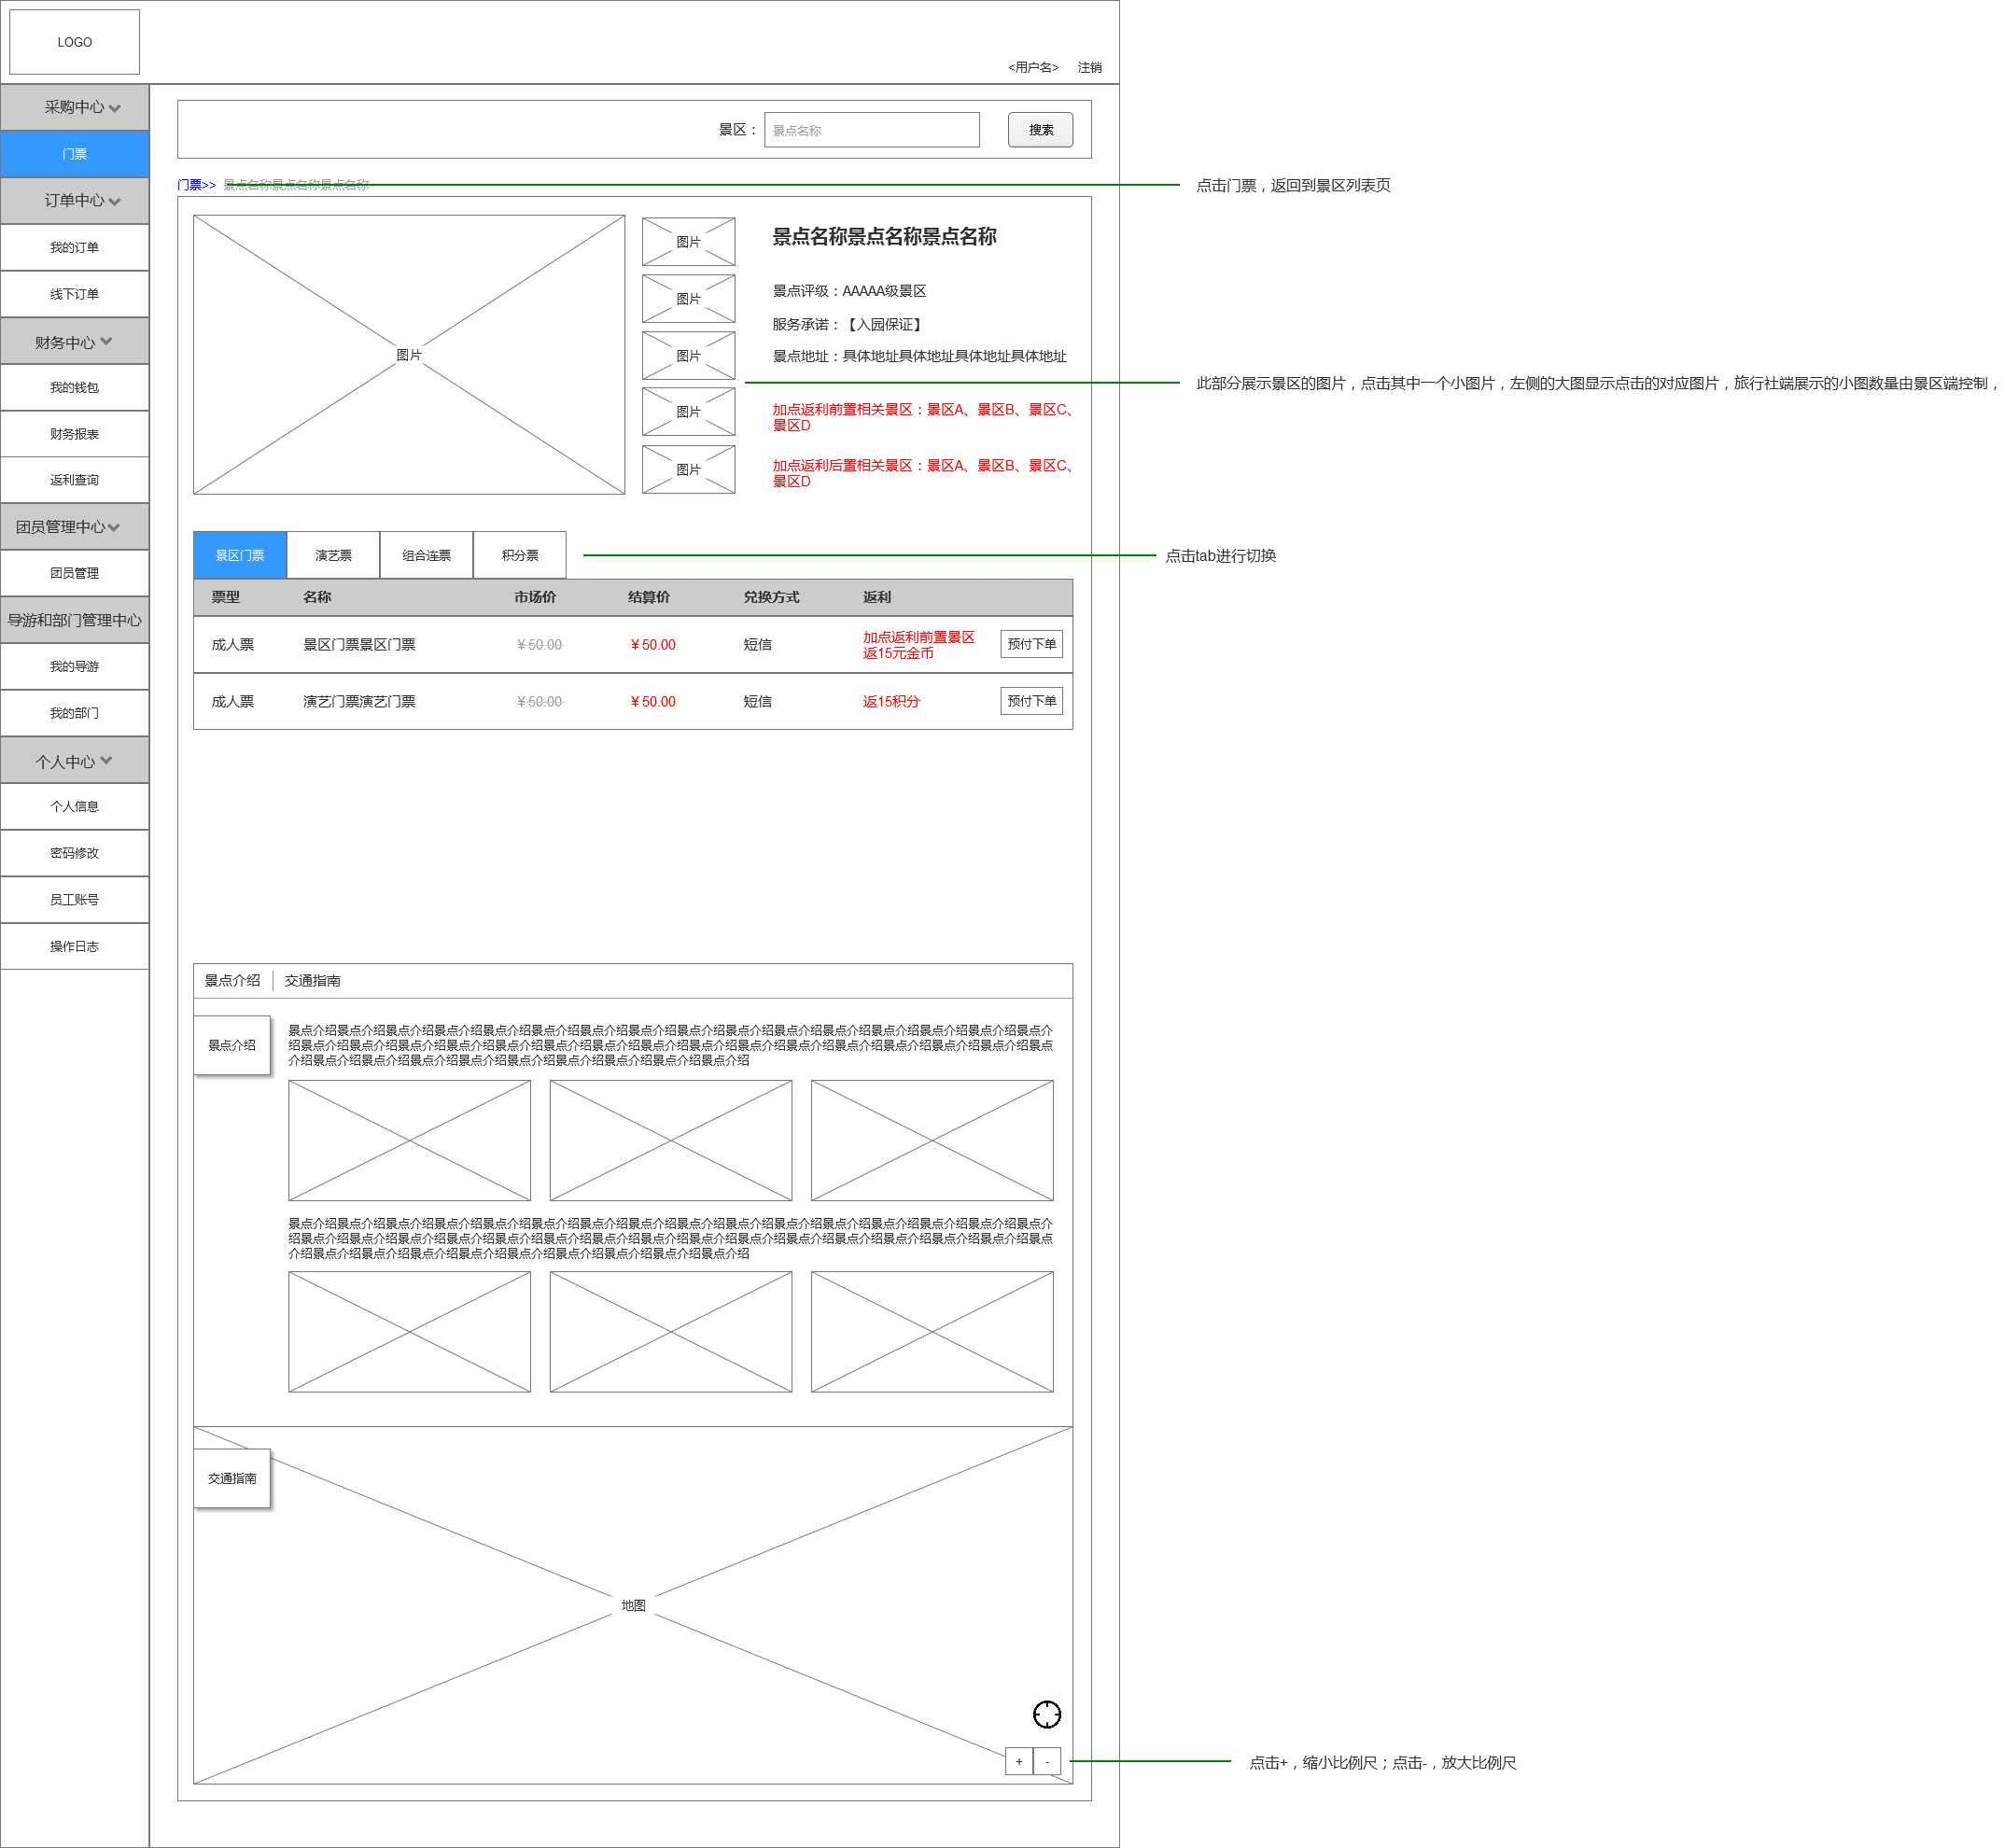 LOGO
<用户名> 注销
采购中心
门票
订单中心
我的订单
线下订单
财务中心
我的钱包
财务报表
返利查询
团员管理中心
团员管理
导游和部门管理中心
我的导游
我的部门
个人中心
个人信息
密码修改
员工账号
操作日志
景区： 景点名称 搜索
门票>> 景点名称景点名称景点名称
点击门票，返回到景区列表页
图片
图片
图片
图片
图片
图片
景点名称景点名称景点名称
景点评级：AAAAA级景区
服务承诺：【入园保证】
景点地址：具体地址具体地址具体地址具体地址
此部分展示景区的图片，点击其中一个小图片，左侧的大图显示点击的对应图片，旅行社端展示的小图数量由景区端控制，
加点返利前置相关景区：景区A、景区B、景区C、
景区D
加点返利后置相关景区：景区A、景区B、景区C、
景区D
景区门票 演艺票 组合连票 积分票
点击tab进行切换
票型 名称 市场价 结算价 兑换方式 返利
成人票 景区门票景区门票 ￥50.00 ￥50.00 短信 加点返利前置景区
返15元金币
预付下单
成人票 演艺门票演艺门票 ￥50.00 ￥50.00 短信 返15积分 预付下单
景点介绍 交通指南
景点介绍
景点介绍景点介绍景点介绍景点介绍景点介绍景点介绍景点介绍景点介绍景点介绍景点介绍景点介绍景点介绍景点介绍景点介绍景点介绍景点介
绍景点介绍景点介绍景点介绍景点介绍景点介绍景点介绍景点介绍景点介绍景点介绍景点介绍景点介绍景点介绍景点介绍景点介绍景点介绍景点
介绍景点介绍景点介绍景点介绍景点介绍景点介绍景点介绍景点介绍景点介绍景点介绍
景点介绍景点介绍景点介绍景点介绍景点介绍景点介绍景点介绍景点介绍景点介绍景点介绍景点介绍景点介绍景点介绍景点介绍景点介绍景点介
绍景点介绍景点介绍景点介绍景点介绍景点介绍景点介绍景点介绍景点介绍景点介绍景点介绍景点介绍景点介绍景点介绍景点介绍景点介绍景点
介绍景点介绍景点介绍景点介绍景点介绍景点介绍景点介绍景点介绍景点介绍景点介绍
交通指南
地图
+ -
点击+，缩小比例尺；点击-，放大比例尺